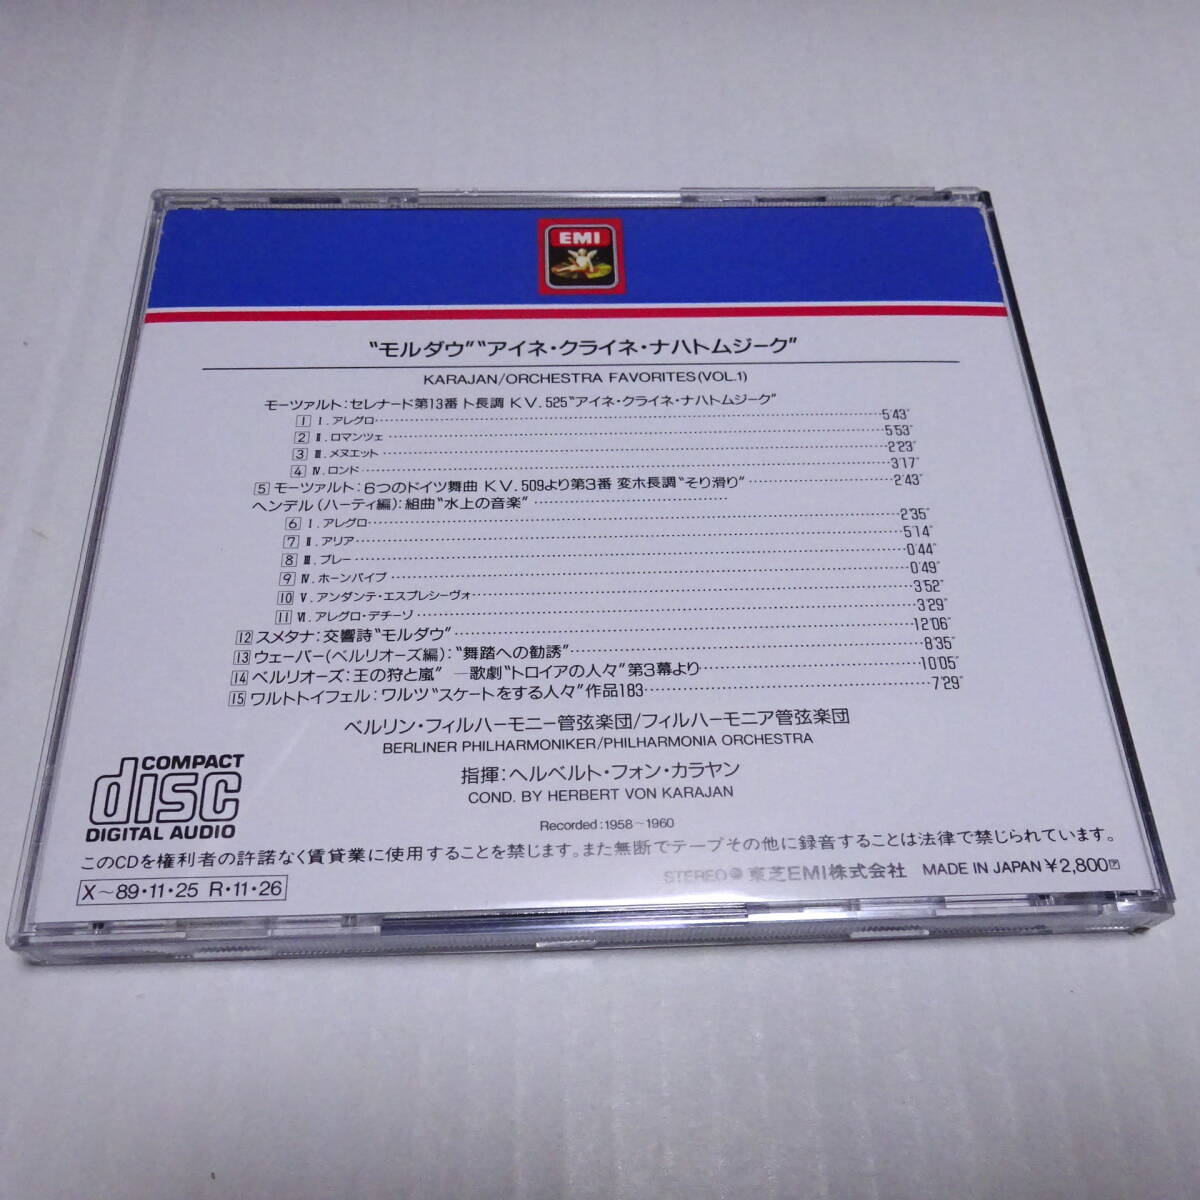 EMI
“モルダウ”“アイネ・クライネ・ナハトムジーク”
KARAJAN/ORCHESTRA FAVORITES(VOL.1)
モーツァルト:セレナード第13番 ト長調 KV.525“アイネ・クライネ・ナハトムジーク”
1 Ⅰ.アレグロ 5'43"
2 Ⅱ.ロマンツェ 5'53"
3 Ⅲ.メヌエット 2'23"
4 Ⅳ.ロンド 3'17"
5 モーツァルト:6つのドイツ舞曲 KV.509より第3番 変ホ長調“そり滑り” 2'43"
ヘンデル(ハーティ編):組曲“水上の音楽”
6 Ⅰ.アレグロ 2'35"
7 Ⅱ.アリア 5'14"
8 Ⅲ.ブレー 0'44"
9 Ⅳ.ホーンパイプ 0'49"
10 Ⅴ.アンダンテ・エスプレシーヴォ 3'52"
11 Ⅵ.アレグロ・デチーソ 3'29"
12 スメタナ:交響詩“モルダウ” 12'06"
13 ウェーバー(ベルリオーズ編):“舞踏への勧誘” 8'35"
14 ベルリオーズ:王の狩と嵐” ―歌劇“トロイアの人々”第3幕より 10'05"
15 ワルトトイフェル:ワルツ“スケートをする人々”作品183 7'29"
ベルリン・フィルハーモニー管弦楽団/フィルハーモニア管弦楽団
BERLINER PHILHARMONIKER/PHILHARMONIA ORCHESTRA
指揮:ヘルベルト・フォン・カラヤン
COND. BY HERBERT VON KARAJAN
Recorded:1958～1960
COMPACT
disc
DIGITAL AUDIO
このCDを権利者の許諾なく賃貸業に使用することを禁じます。また無断でテープその他に録音することは法律で禁じられています。
X～89・11・25 R・11・26
STEREO 東芝EMI株式会社 MADE IN JAPAN ¥2,800